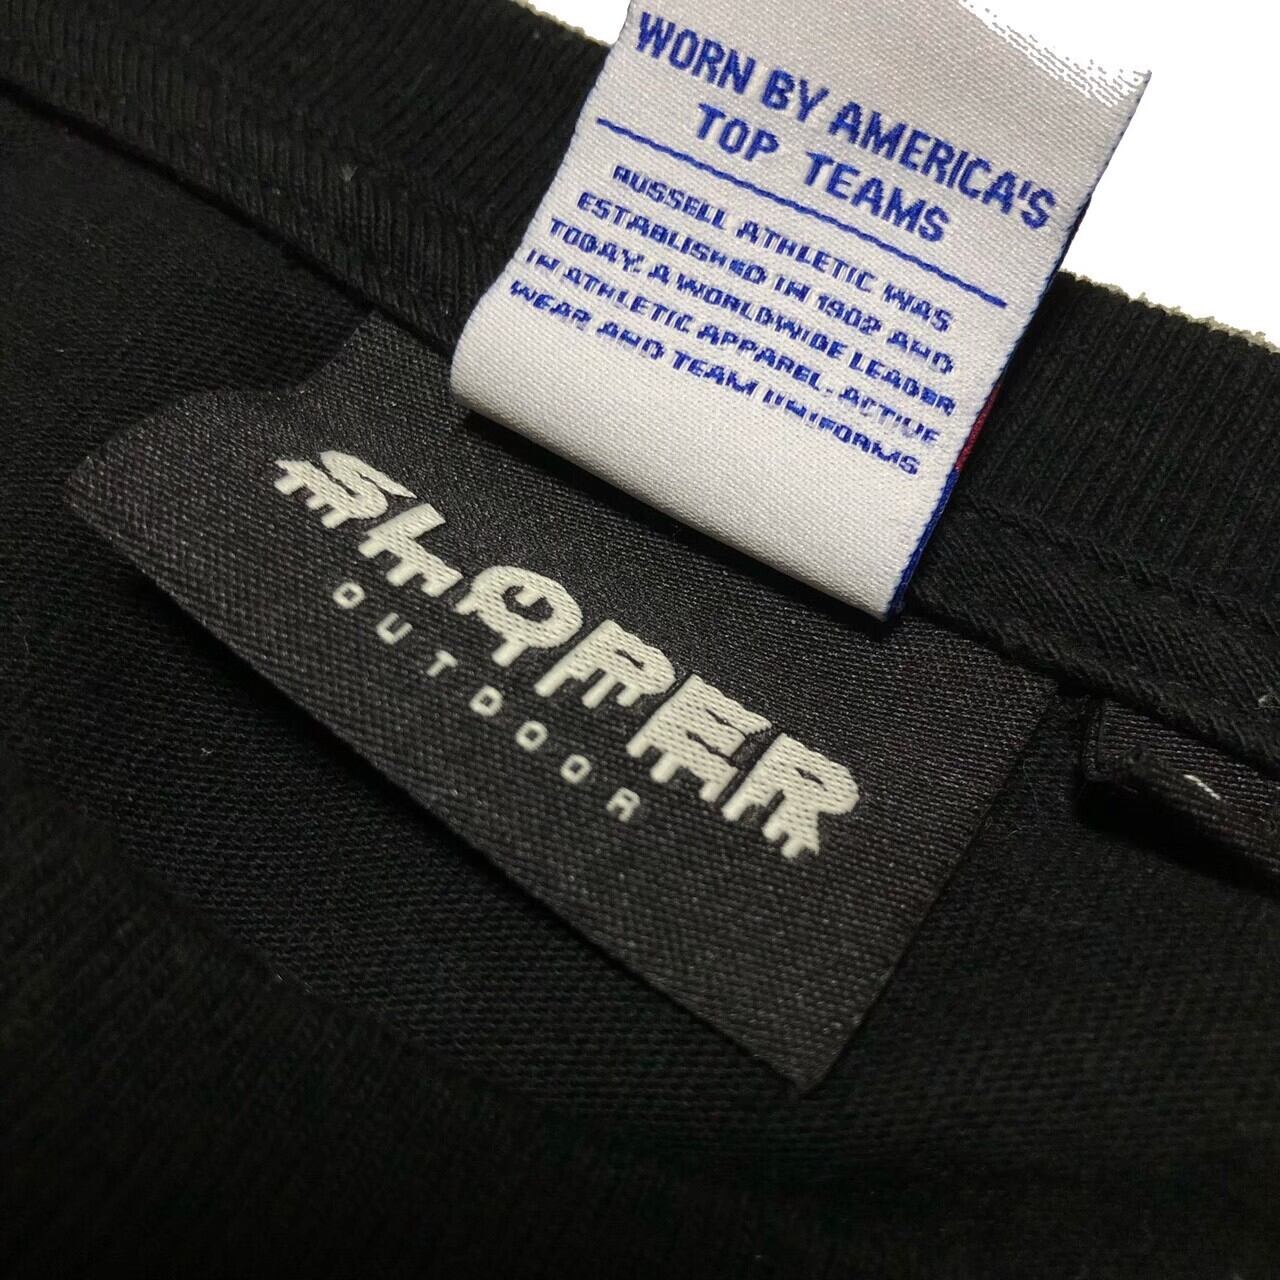 WORN BY AMERICA'S
TOP TEAMS
RUSSELL ATHLETIC WAS
ESTABLISHED IN 1902 AND
TODAY, A WORLDWIDE LEADER
IN ATHLETIC APPAREL, ACTIVE
WEAR AND TEAM UNIFORMS
SLOPER
OUTDOOR